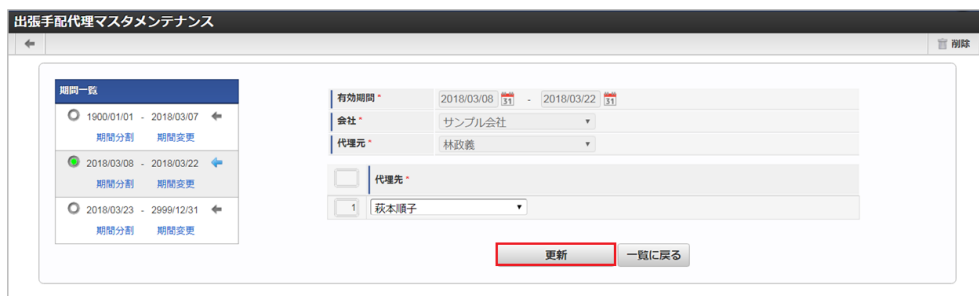 出張手配代理マスタメンテナンス
削除
期間一覧
1900/01/01 - 2018/03/07
期間分割 期間変更
2018/03/08 - 2018/03/22
期間分割 期間変更
2018/03/23 - 2999/12/31
期間分割 期間変更
有効期間* 2018/03/08 31 - 2018/03/22 31
会社* サンプル会社
代理元* 林政義
代理先*
1 萩本順子
更新 一覧に戻る